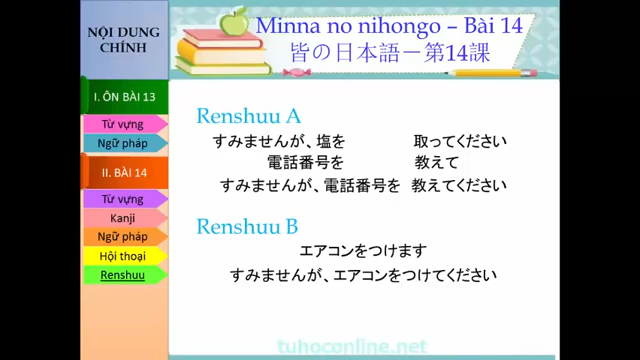 NỘI DUNG
CHÍNH
I. ÔN BÀI 13
Từ vựng
Ngữ pháp
II. BÀI 14
Từ vựng
Kanji
Ngữ pháp
Hội thoại
Renshuu
Minna no nihongo – Bài 14
皆の日本語－第14課
Renshuu A
すみませんが、塩を 取ってください
電話番号を 教えて
すみませんが、電話番号を 教えてください
Renshuu B
エアコンをつけます
すみませんが、エアコンをつけてください
tuhoconline.net